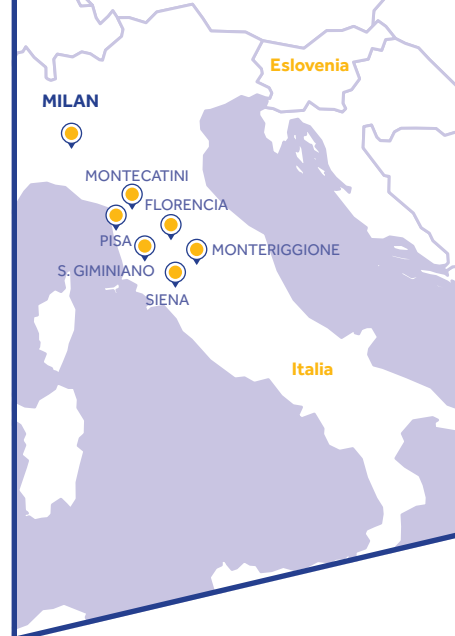 Eslovenia
MILAN
MONTECATINI
FLORENCIA
PISA
MONTERIGGIONE
S. GIMINIANO
SIENA
Italia